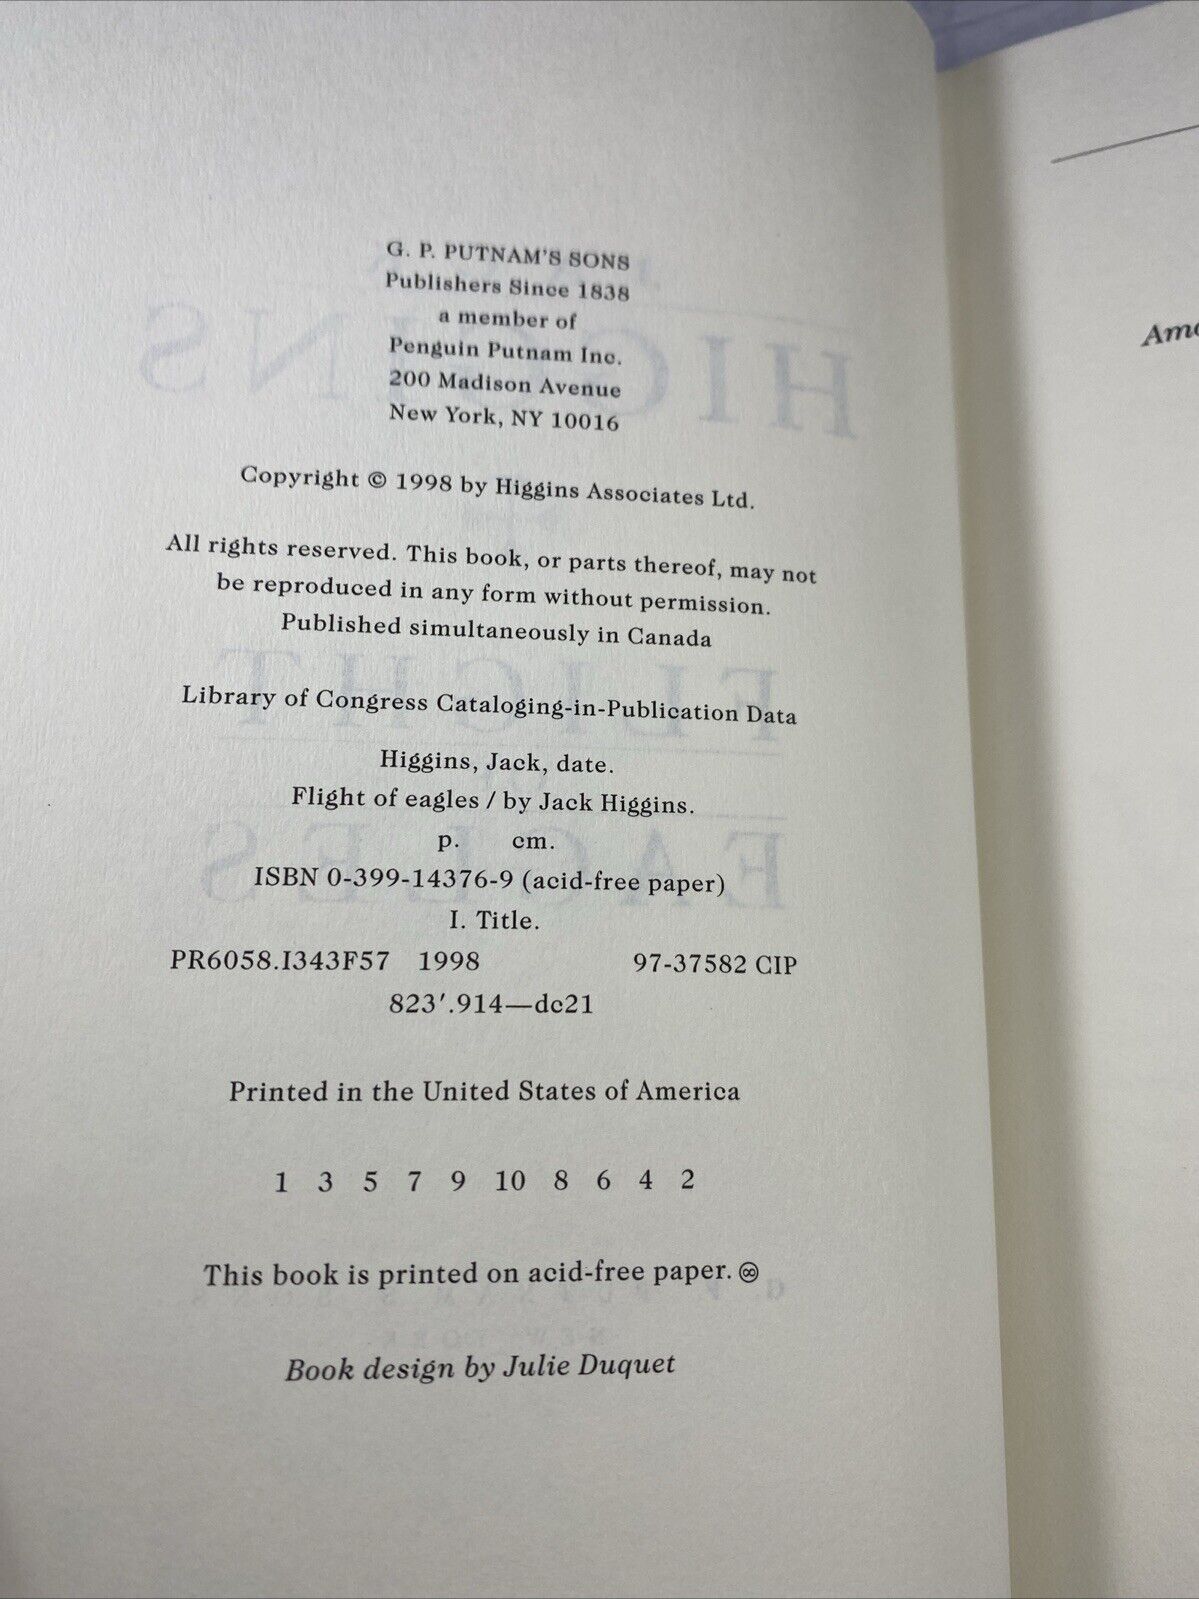 G. P. PUTNAM'S SONS
Publishers Since 1838
a member of
Penguin Putnam Inc.
200 Madison Avenue
New York, NY 10016
Copyright © 1998 by Higgins Associates Ltd.
All rights reserved. This book, or parts thereof, may not
be reproduced in any form without permission.
Published simultaneously in Canada
Library of Congress Cataloging-in-Publication Data
Higgins, Jack, date.
Flight of eagles / by Jack Higgins.
p. cm.
ISBN 0-399-14376-9 (acid-free paper)
I. Title.
PR6058.I343F57 1998 97-37582 CIP
823′.914—dc21
Printed in the United States of America
1 3 5 7 9 10 8 6 4 2
This book is printed on acid-free paper. ♾
Book design by Julie Duquet